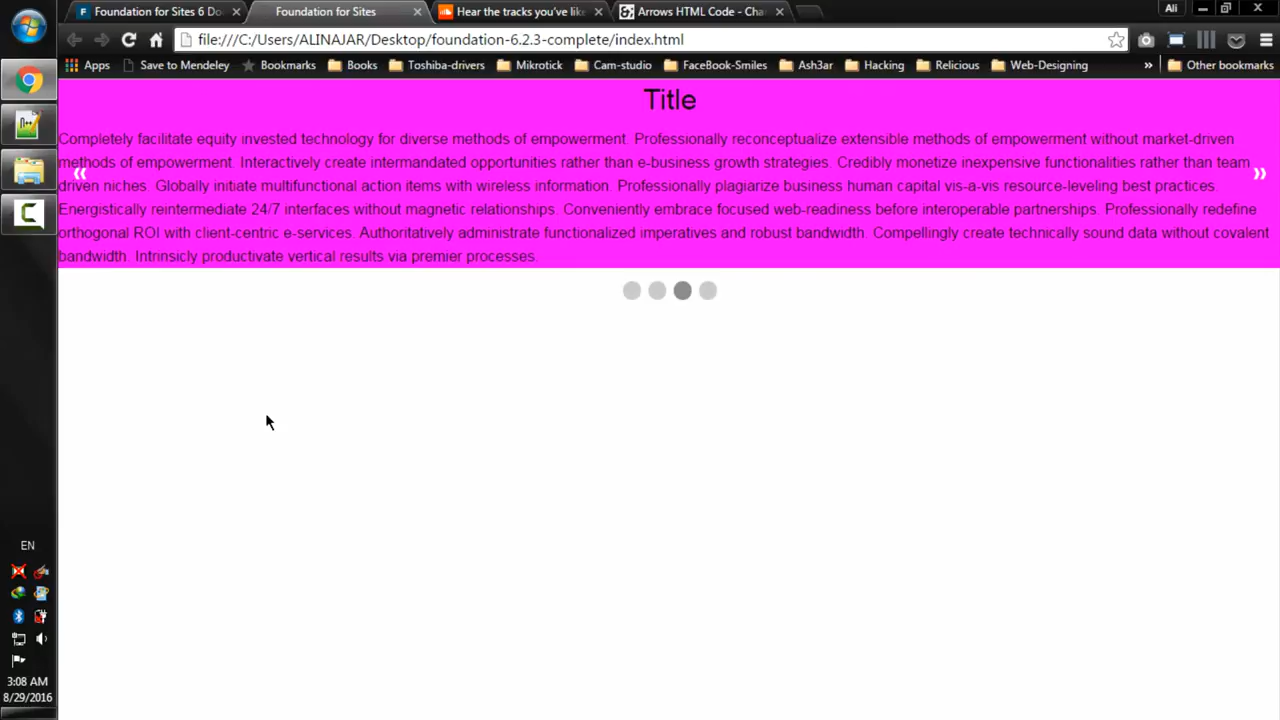 Foundation for Sites 6 Do
Foundation for Sites
Hear the tracks you've lik
Arrows HTML Code - Cha
Ali
file:///C:/Users/ALINAJAR/Desktop/foundation-6.2.3-complete/index.html
Apps
Save to Mendeley
Bookmarks
Books
Toshiba-drivers
Mikrotick
Cam-studio
FaceBook-Smiles
Ash3ar
Hacking
Relicious
Web-Designing
»
Other bookmarks
Title
Completely facilitate equity invested technology for diverse methods of empowerment. Professionally reconceptualize extensible methods of empowerment without market-driven
methods of empowerment. Interactively create intermandated opportunities rather than e-business growth strategies. Credibly monetize inexpensive functionalities rather than team
« »
driven niches. Globally initiate multifunctional action items with wireless information. Professionally plagiarize business human capital vis-a-vis resource-leveling best practices.
Energistically reintermediate 24/7 interfaces without magnetic relationships. Conveniently embrace focused web-readiness before interoperable partnerships. Professionally redefine
orthogonal ROI with client-centric e-services. Authoritatively administrate functionalized imperatives and robust bandwidth. Compellingly create technically sound data without covalent
bandwidth. Intrinsicly productivate vertical results via premier processes.
EN
3:08 AM
8/29/2016